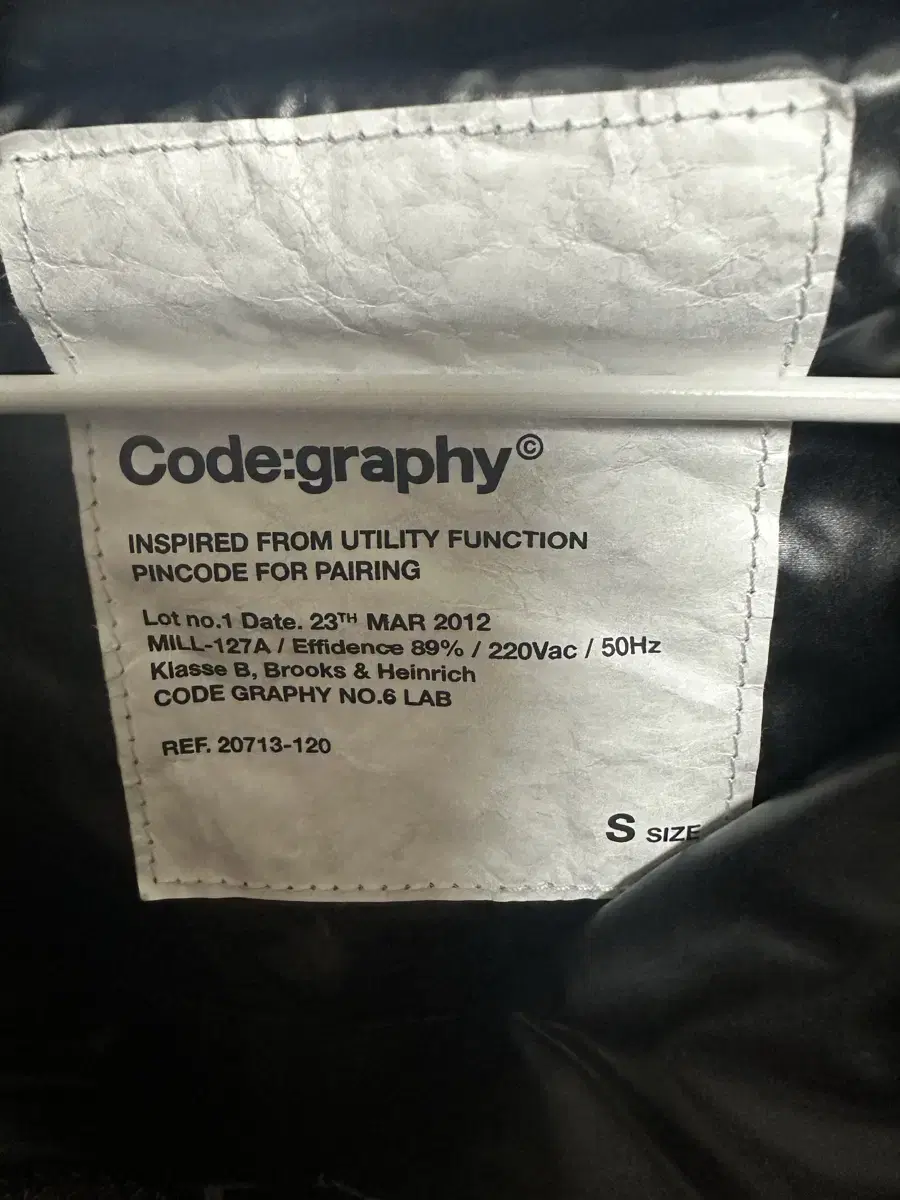 Code:graphy©
INSPIRED FROM UTILITY FUNCTION
PINCODE FOR PAIRING
Lot no.1 Date. 23TH MAR 2012
MILL-127A / Effidence 89% / 220Vac / 50Hz
Klasse B, Brooks & Heinrich
CODE GRAPHY NO.6 LAB
REF. 20713-120
S SIZE